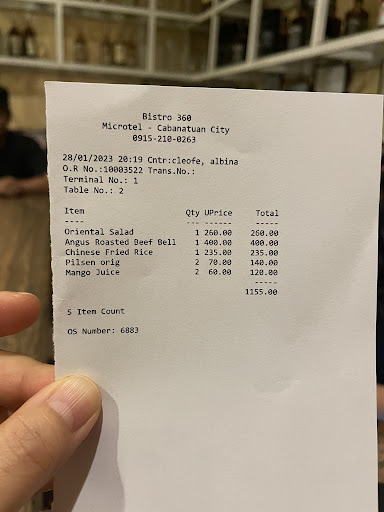 Bistro 360
Microtel - Cabanatuan City
0915-210-0263
28/01/2023 20:19 Cntr:cleofe, albina
O.R No.:10003522 Trans.No.:
Terminal No.: 1
Table No.: 2
Item Qty UPrice Total
---- --- ------ -----
Oriental Salad 1 260.00 260.00
Angus Roasted Beef Bell 1 400.00 400.00
Chinese Fried Rice 1 235.00 235.00
Pilsen orig 2 70.00 140.00
Mango Juice 2 60.00 120.00
-----
1155.00
5 Item Count
OS Number: 6883